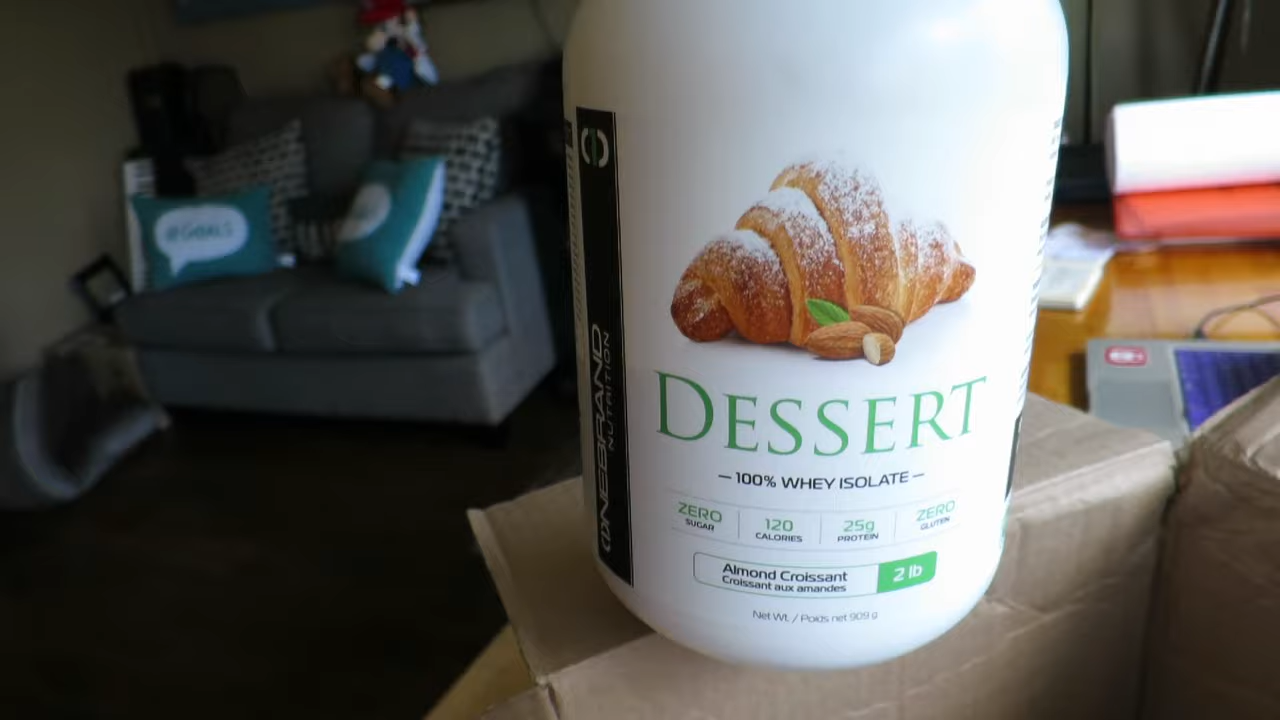 #GOALS
ONEBRAND
NUTRITION
DESSERT
— 100% WHEY ISOLATE —
ZERO
SUGAR
120
CALORIES
25g
PROTEIN
ZERO
GLUTEN
Almond Croissant
Croissant aux amandes
2 lb
Net Wt. / Poids net 909 g